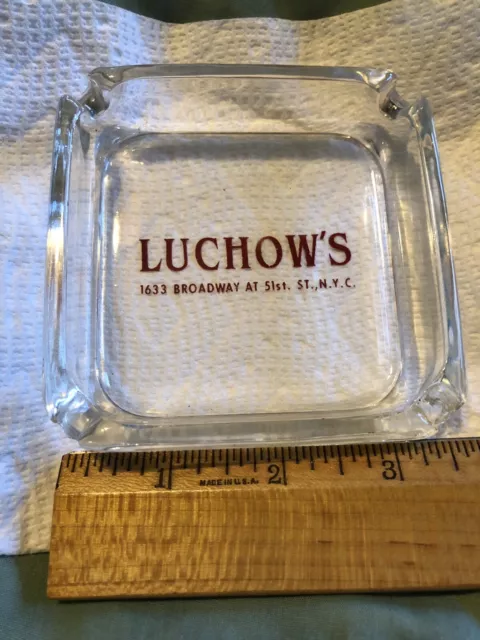 LUCHOW'S
1633 BROADWAY AT 51st. ST., N.Y.C.
1 2 3
MADE IN U.S.A.